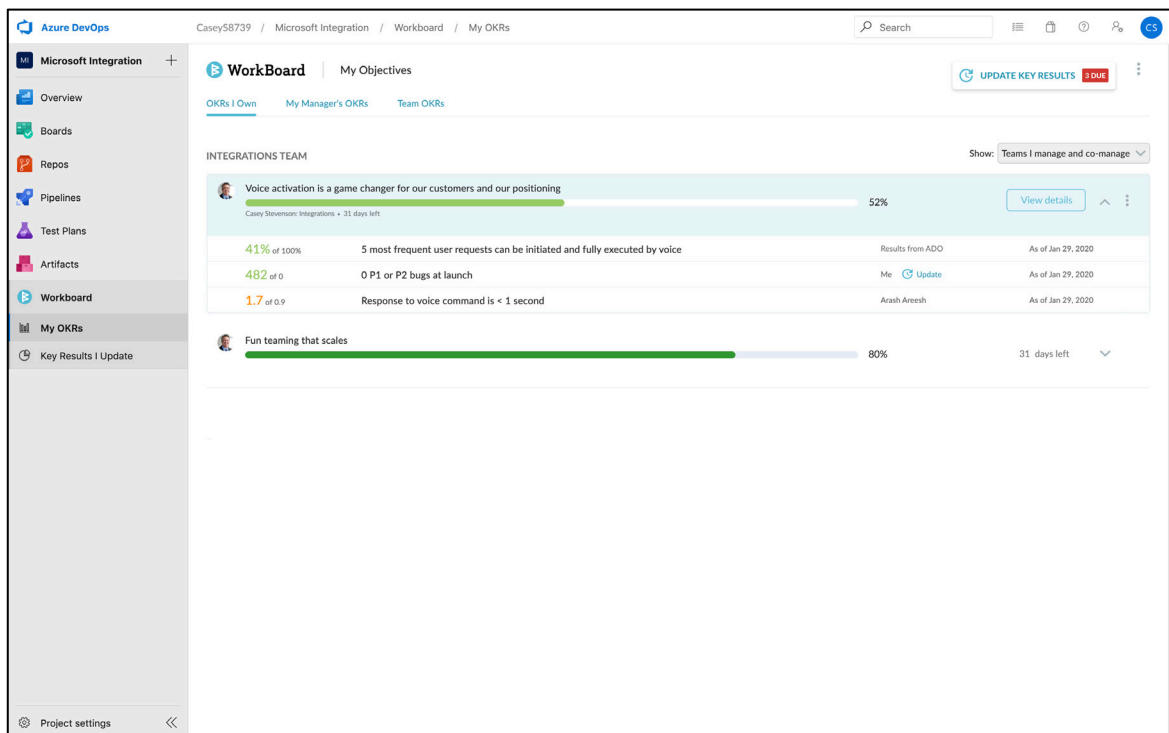 Azure DevOps
Casey58739 / Microsoft Integration / Workboard / My OKRs
Search
CS
MI Microsoft Integration
Overview
Boards
Repos
Pipelines
Test Plans
Artifacts
Workboard
My OKRs
Key Results I Update
Project settings
WorkBoard My Objectives
UPDATE KEY RESULTS 3 DUE
OKRs I Own My Manager's OKRs Team OKRs
INTEGRATIONS TEAM
Show: Teams I manage and co-manage
Voice activation is a game changer for our customers and our positioning
52%
View details
Casey Stevenson: Integrations • 31 days left
41% of 100% 5 most frequent user requests can be initiated and fully executed by voice Results from ADO As of Jan 29, 2020
482 of 0 0 P1 or P2 bugs at launch Me Update As of Jan 29, 2020
1.7 of 0.9 Response to voice command is < 1 second Arash Areesh As of Jan 29, 2020
Fun teaming that scales
80% 31 days left